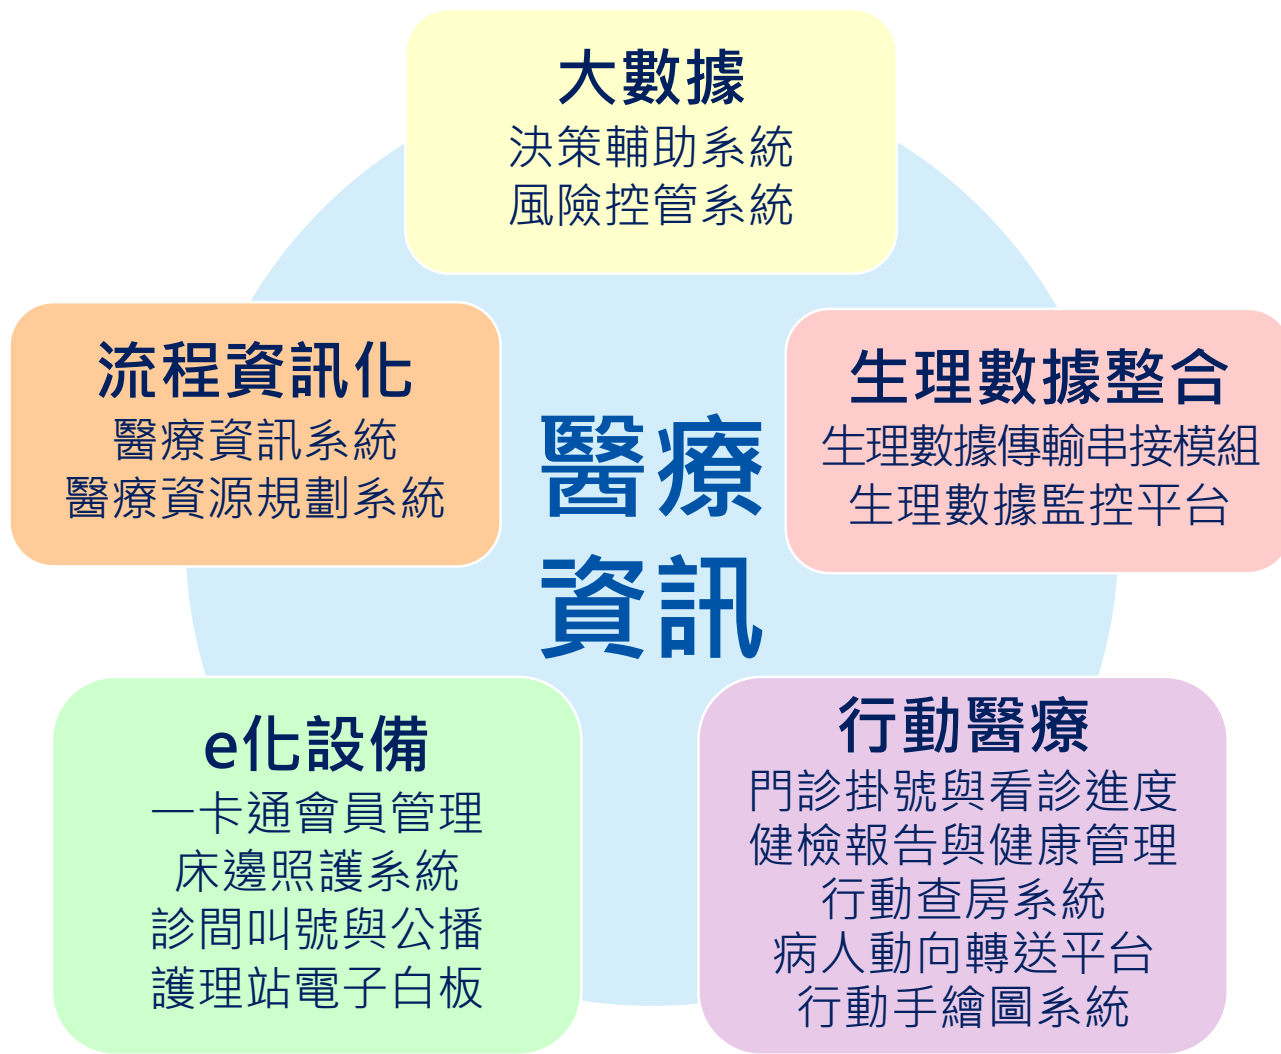 大數據
決策輔助系統
風險控管系統
流程資訊化
醫療資訊系統
醫療資源規劃系統
醫療
資訊
生理數據整合
生理數據傳輸串接模組
生理數據監控平台
e化設備
一卡通會員管理
床邊照護系統
診間叫號與公播
護理站電子白板
行動醫療
門診掛號與看診進度
健檢報告與健康管理
行動查房系統
病人動向轉送平台
行動手繪圖系統